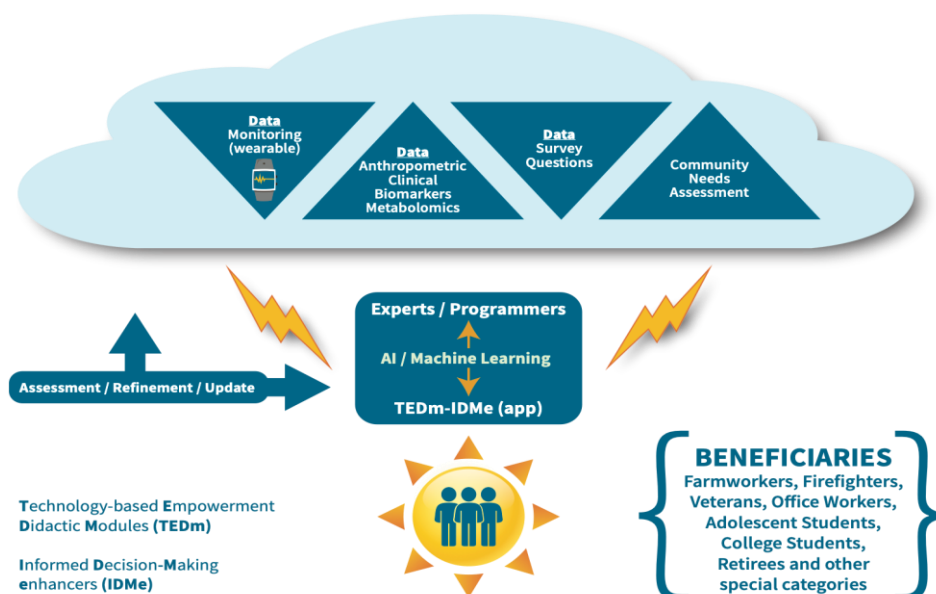 Data
Monitoring
(wearable)
Data
Anthropometric
Clinical
Biomarkers
Metabolomics
Data
Survey
Questions
Community
Needs
Assessment
Experts / Programmers
AI / Machine Learning
TEDm-IDMe (app)
Assessment / Refinement / Update
Technology-based Empowerment
Didactic Modules (TEDm)
Informed Decision-Making
enhancers (IDMe)
BENEFICIARIES
Farmworkers, Firefighters,
Veterans, Office Workers,
Adolescent Students,
College Students,
Retirees and other
special categories